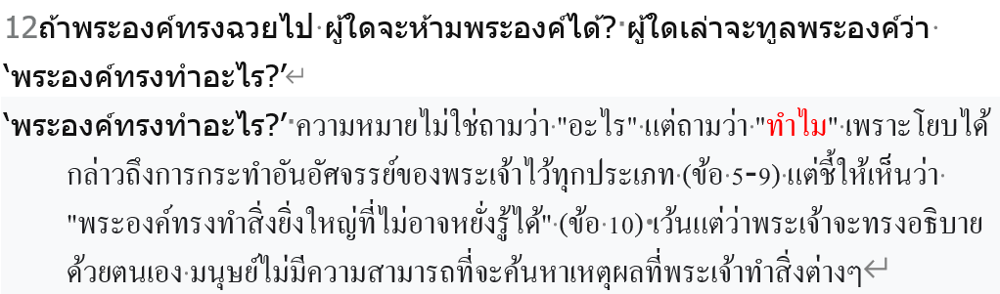 12ถ้าพระองค์ทรงฉวยไป ผู้ใดจะห้ามพระองค์ได้? ผู้ใดเล่าจะทูลพระองค์ว่า
‘พระองค์ทรงทำอะไร?’
‘พระองค์ทรงทำอะไร?’ ความหมายไม่ใช่ถามว่า "อะไร" แต่ถามว่า "ทำไม" เพราะโยบได้
กล่าวถึงการกระทำอันอัศจรรย์ของพระเจ้าไว้ทุกประเภท (ข้อ 5-9) แต่ชี้ให้เห็นว่า
"พระองค์ทรงทำสิ่งยิ่งใหญ่ที่ไม่อาจหยั่งรู้ได้" (ข้อ 10) เว้นแต่ว่าพระเจ้าจะทรงอธิบาย
ด้วยตนเอง มนุษย์ไม่มีความสามารถที่จะค้นหาเหตุผลที่พระเจ้าทำสิ่งต่างๆ